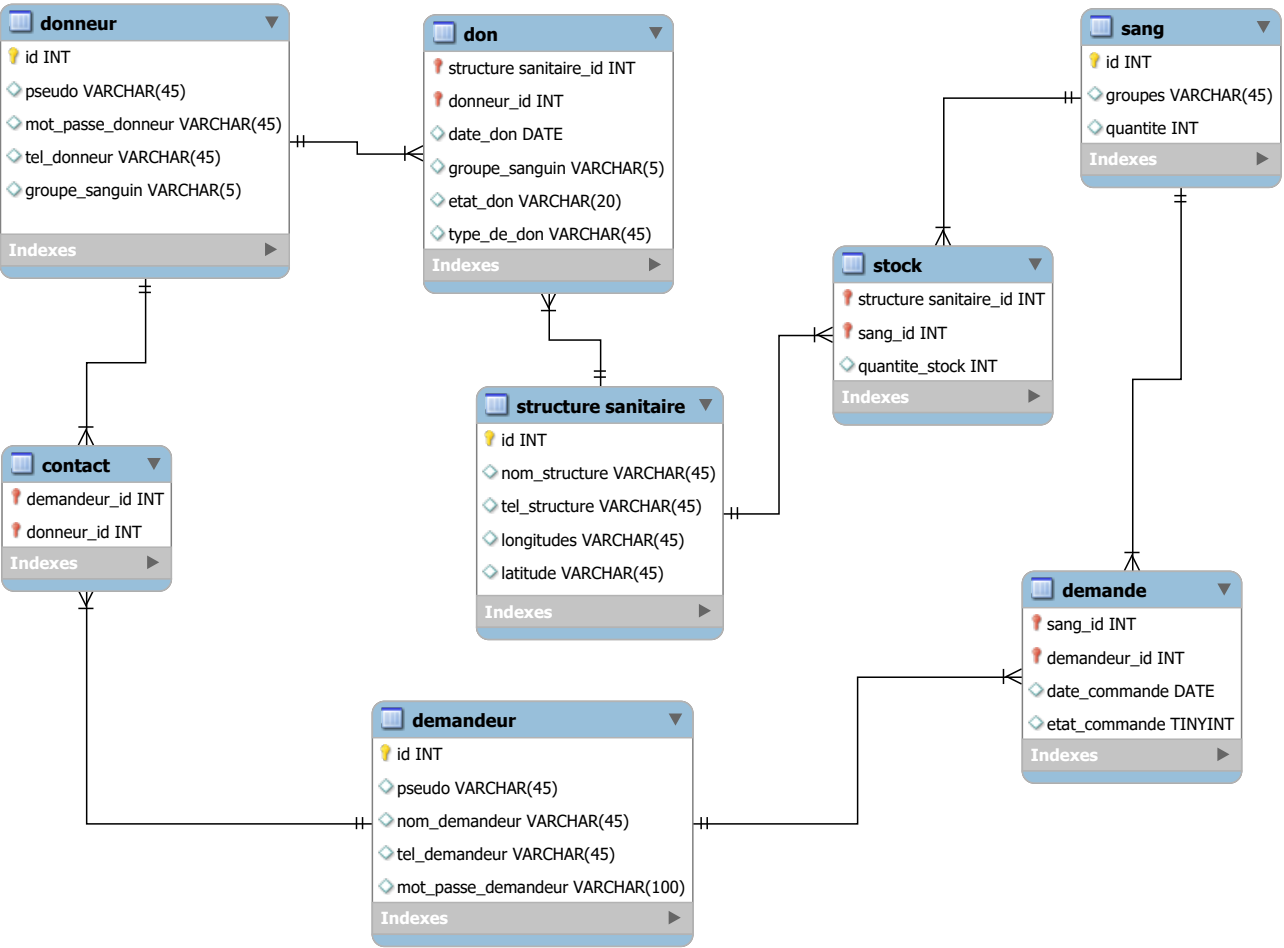 donneur
id INT
pseudo VARCHAR(45)
mot_passe_donneur VARCHAR(45)
tel_donneur VARCHAR(45)
groupe_sanguin VARCHAR(5)
Indexes
don
structure sanitaire_id INT
donneur_id INT
date_don DATE
groupe_sanguin VARCHAR(5)
etat_don VARCHAR(20)
type_de_don VARCHAR(45)
Indexes
sang
id INT
groupes VARCHAR(45)
quantite INT
Indexes
stock
structure sanitaire_id INT
sang_id INT
quantite_stock INT
Indexes
structure sanitaire
id INT
nom_structure VARCHAR(45)
tel_structure VARCHAR(45)
longitudes VARCHAR(45)
latitude VARCHAR(45)
Indexes
contact
demandeur_id INT
donneur_id INT
Indexes
demande
sang_id INT
demandeur_id INT
date_commande DATE
etat_commande TINYINT
Indexes
demandeur
id INT
pseudo VARCHAR(45)
nom_demandeur VARCHAR(45)
tel_demandeur VARCHAR(45)
mot_passe_demandeur VARCHAR(100)
Indexes